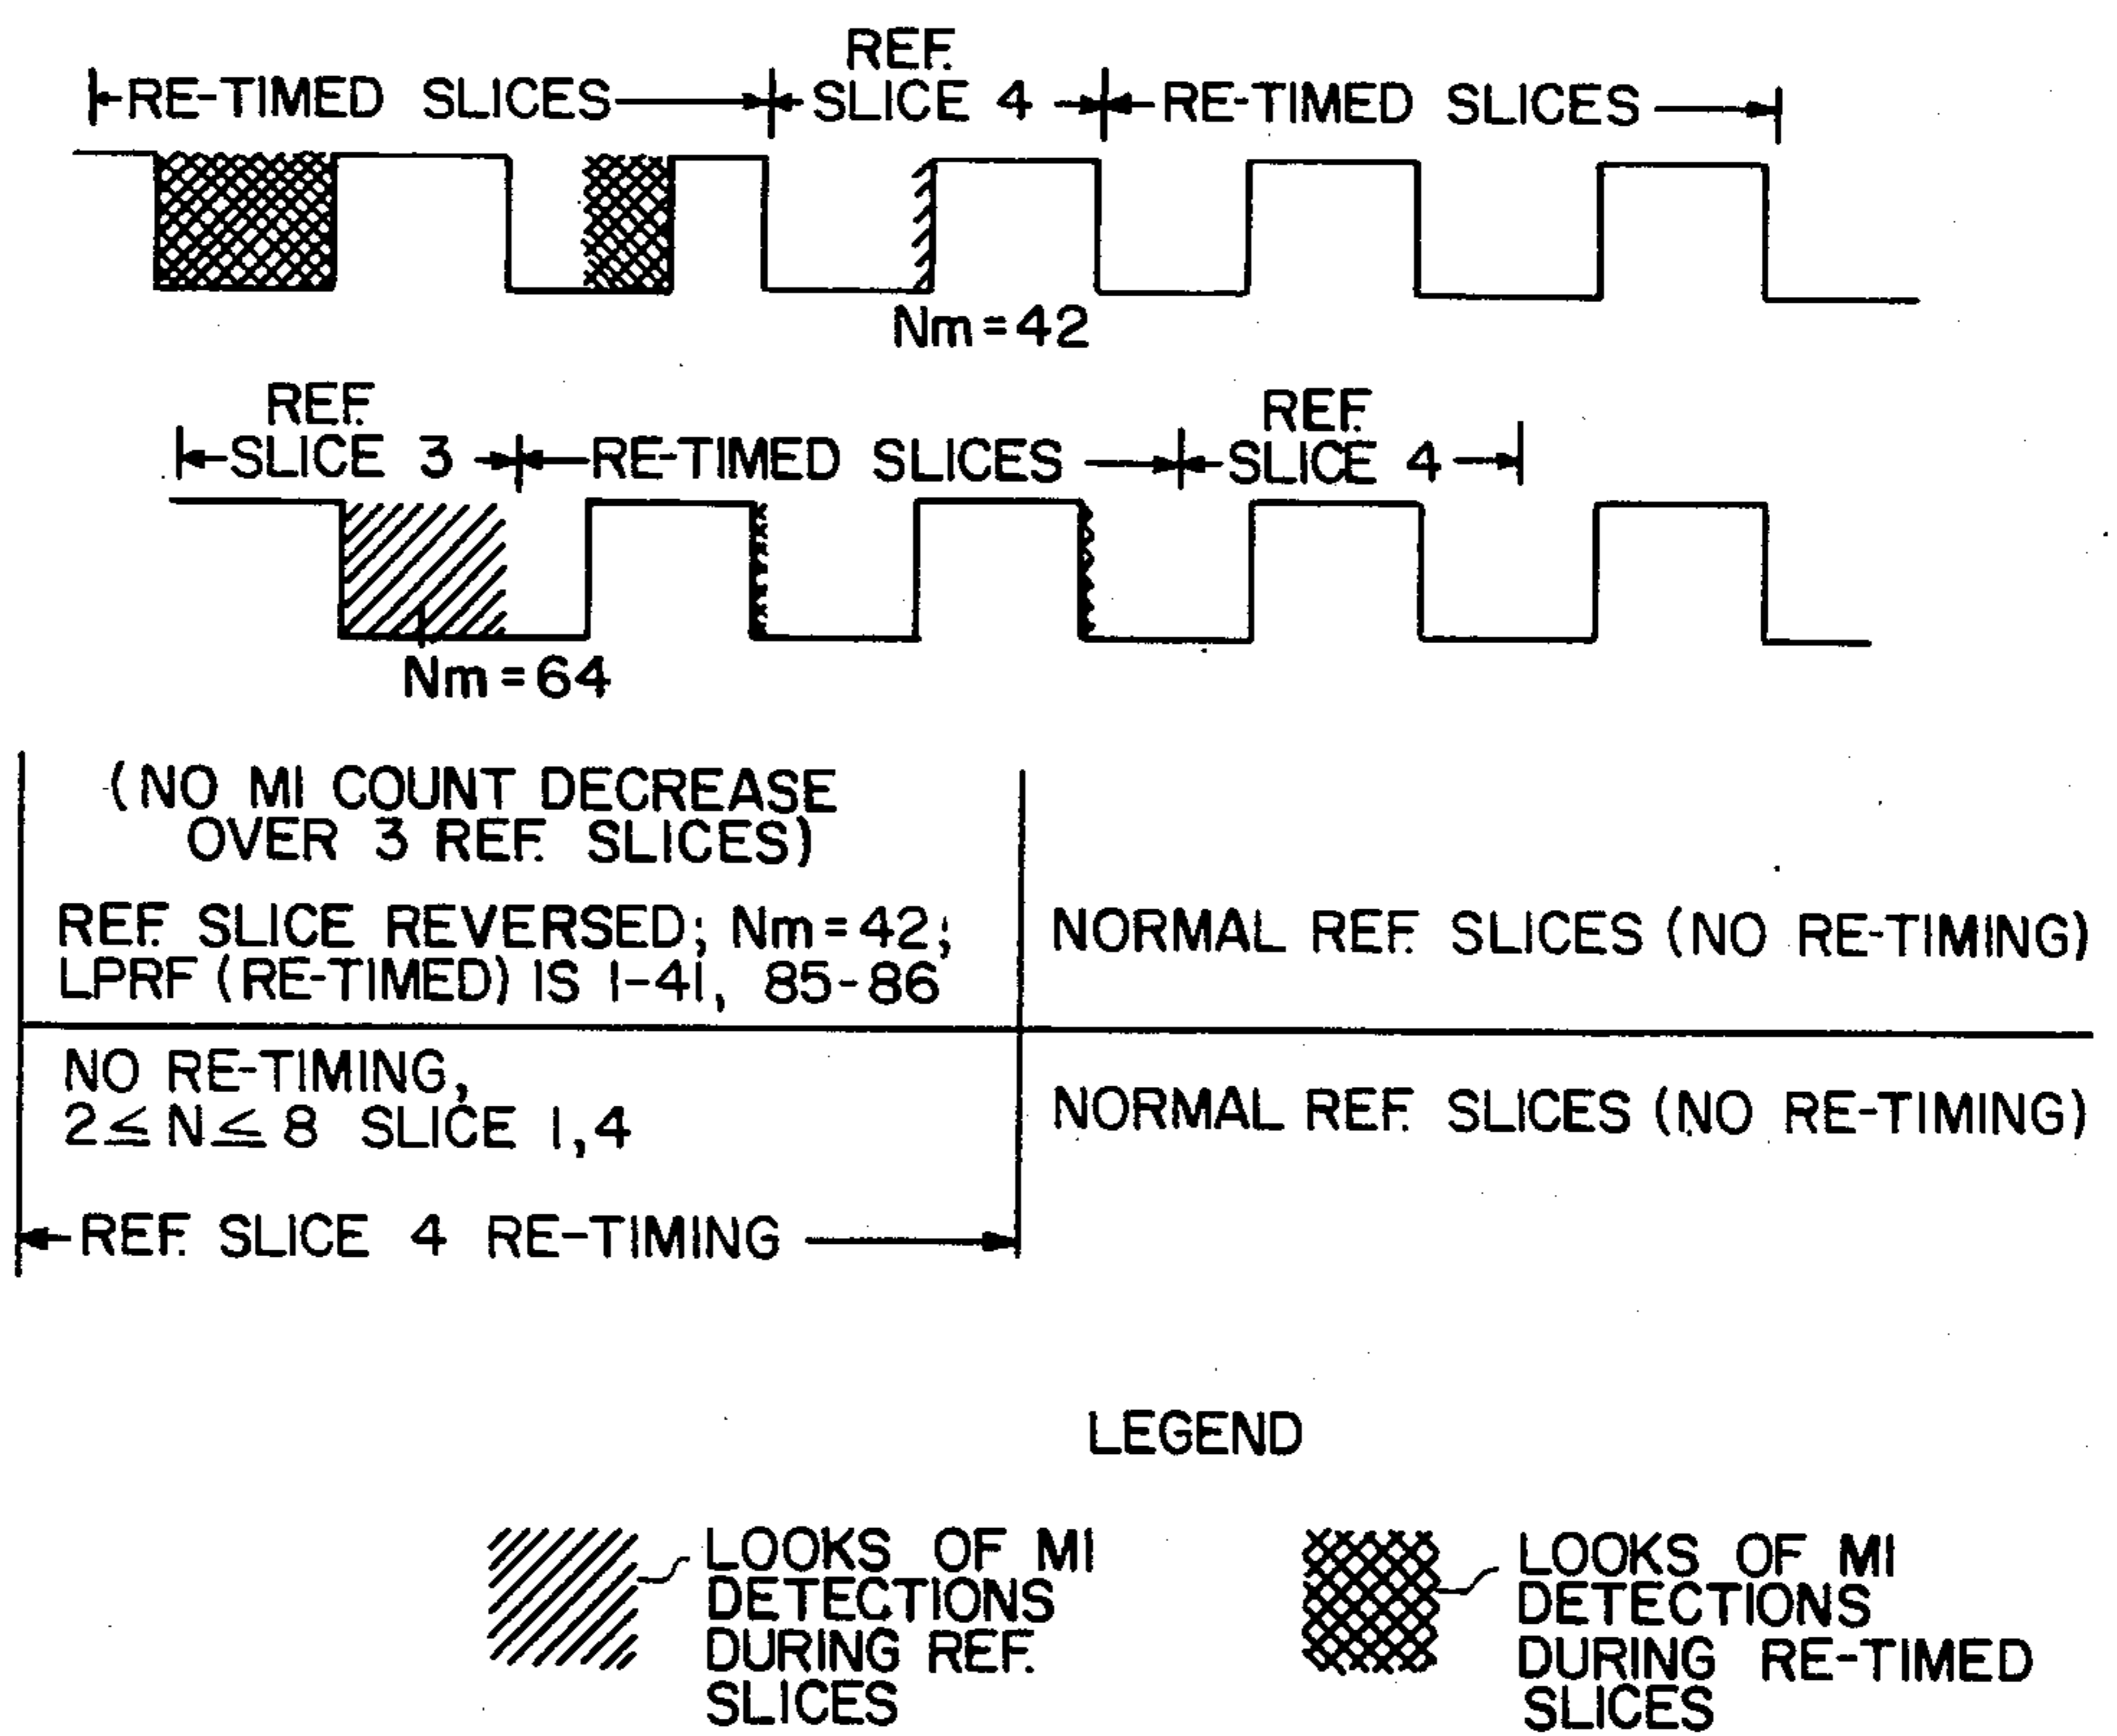 RE-TIMED SLICES
REF.
SLICE 4
RE-TIMED SLICES
Nm=42
REF.
SLICE 3
RE-TIMED SLICES
REF.
SLICE 4
Nm=64
(NO MI COUNT DECREASE
OVER 3 REF. SLICES)
REF. SLICE REVERSED; Nm=42;
LPRF (RE-TIMED) IS 1-41, 85-86
NORMAL REF. SLICES (NO RE-TIMING)
NO RE-TIMING,
2≤N≤8 SLICE 1,4
NORMAL REF. SLICES (NO RE-TIMING)
REF. SLICE 4 RE-TIMING
LEGEND
LOOKS OF MI
DETECTIONS
DURING REF.
SLICES
LOOKS OF MI
DETECTIONS
DURING RE-TIMED
SLICES